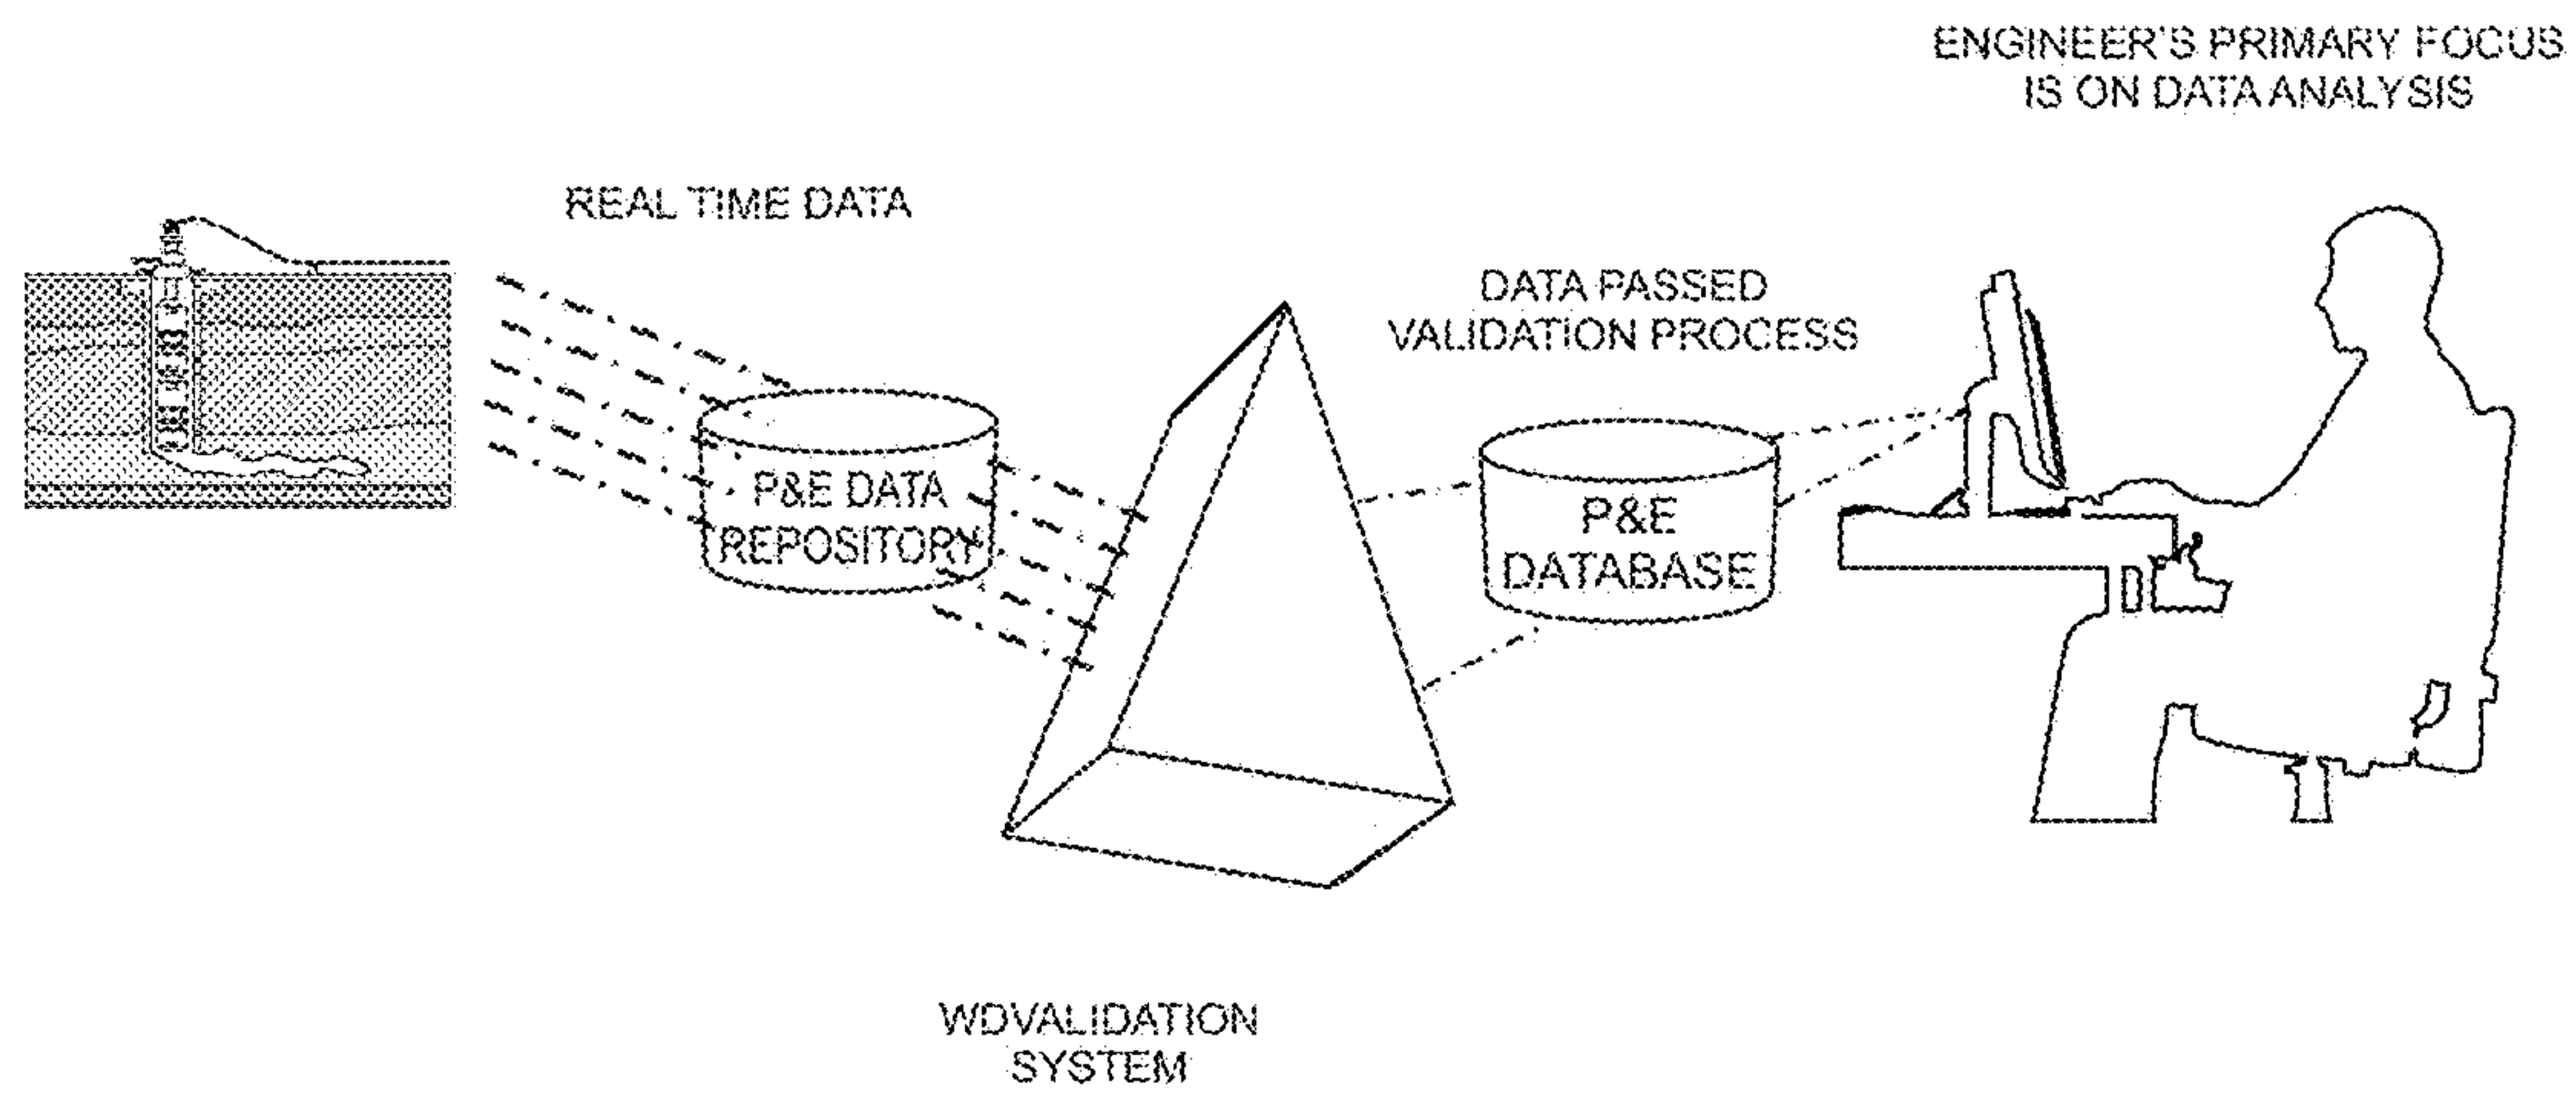 ENGINEER'S PRIMARY FOCUS
IS ON DATA ANALYSIS
REAL TIME DATA
DATA PASSED
VALIDATION PROCESS
P&E DATA
REPOSITORY
P&E
DATABASE
WDVALIDATION
SYSTEM